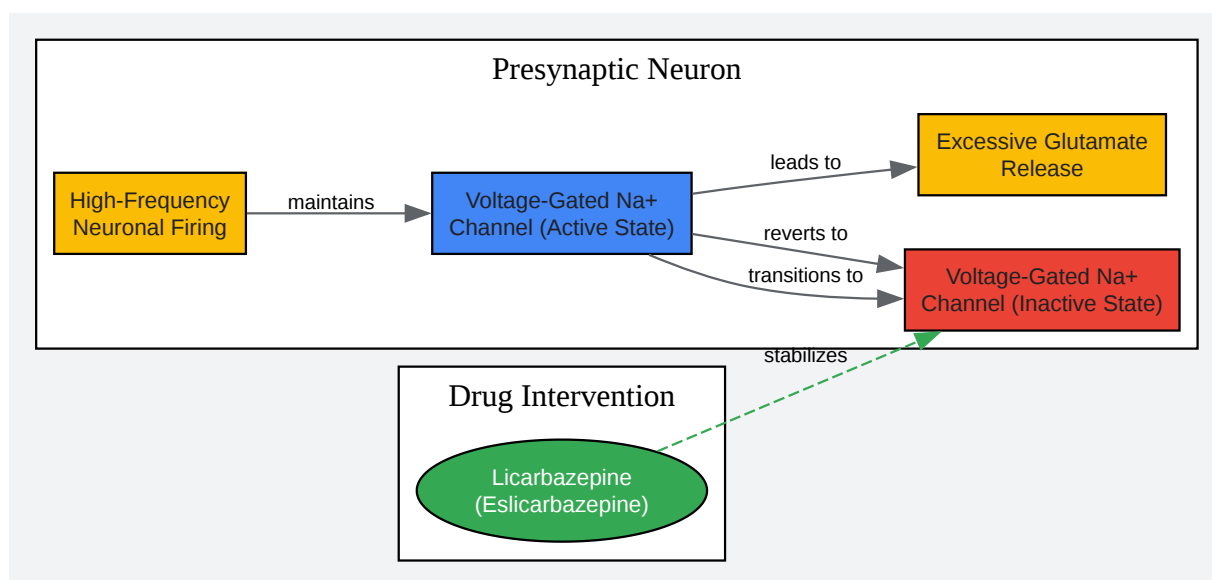 Presynaptic Neuron
High-Frequency
Neuronal Firing
maintains
Voltage-Gated Na+
Channel (Active State)
leads to
Excessive Glutamate
Release
reverts to
transitions to
Voltage-Gated Na+
Channel (Inactive State)
stabilizes
Drug Intervention
Licarbazepine
(Eslicarbazepine)